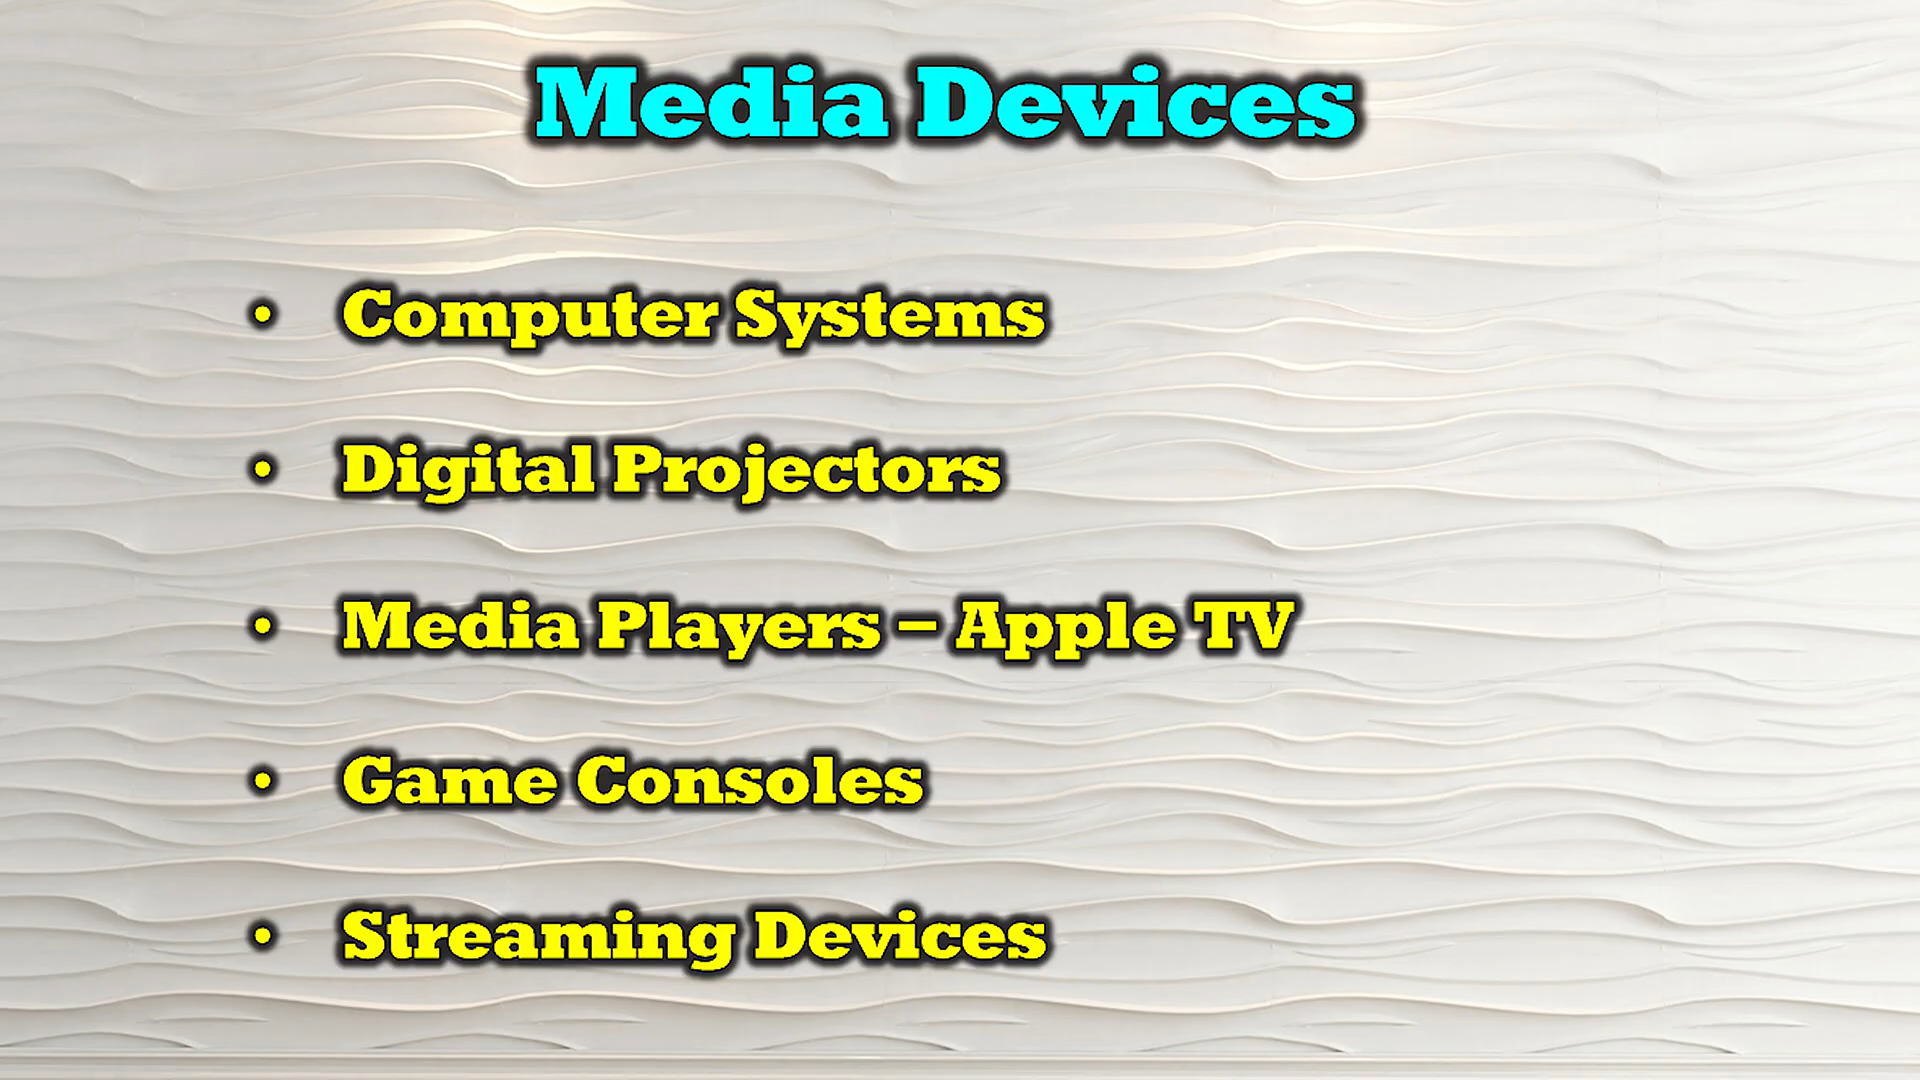 Media Devices
• Computer Systems
• Digital Projectors
• Media Players – Apple TV
• Game Consoles
• Streaming Devices